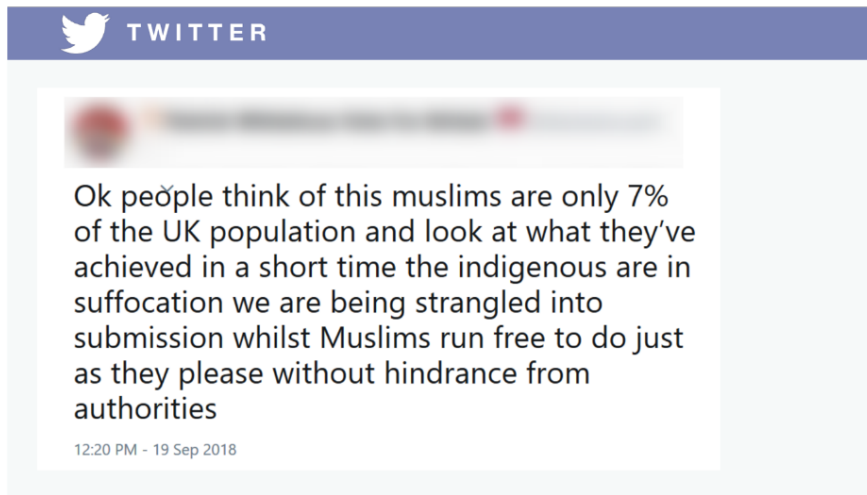 TWITTER
Ok people think of this muslims are only 7%
of the UK population and look at what they've
achieved in a short time the indigenous are in
suffocation we are being strangled into
submission whilst Muslims run free to do just
as they please without hindrance from
authorities
12:20 PM - 19 Sep 2018